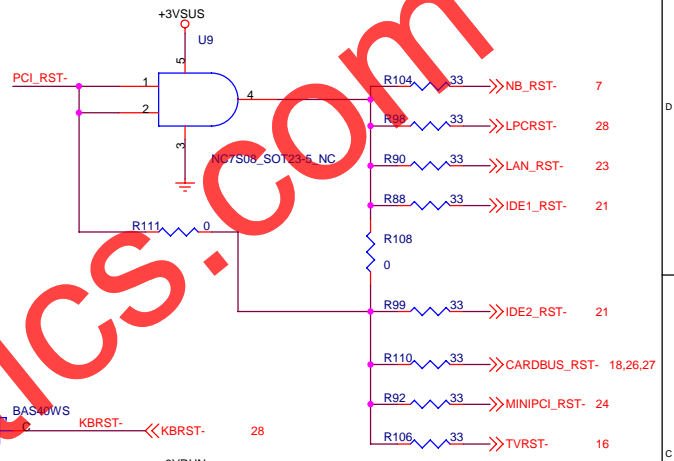 +3VSUS
U9
5
PCI_RST-
1
2
4
3
NC7S08_SOT23-5_NC
R104 33 NB_RST- 7
D
R98 33 LPCRST- 28
R90 33 LAN_RST- 23
R88 33 IDE1_RST- 21
R111 0
R108
0
R99 33 IDE2_RST- 21
R110 33 CARDBUS_RST- 18,26,27
R92 33 MINIPCI_RST- 24
BAS40WS
C
KBRST- KBRST- 28
R106 33 TVRST- 16
C
ics.com